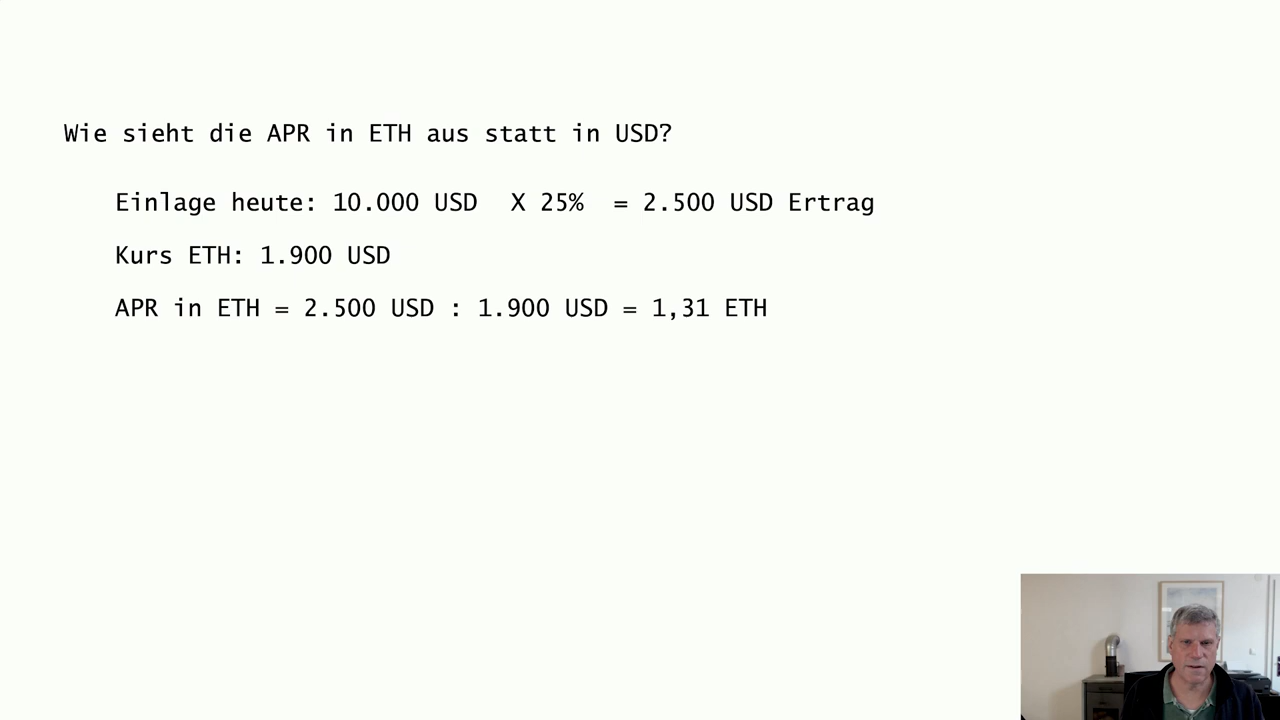 Wie sieht die APR in ETH aus statt in USD?
Einlage heute: 10.000 USD X 25% = 2.500 USD Ertrag
Kurs ETH: 1.900 USD
APR in ETH = 2.500 USD : 1.900 USD = 1,31 ETH